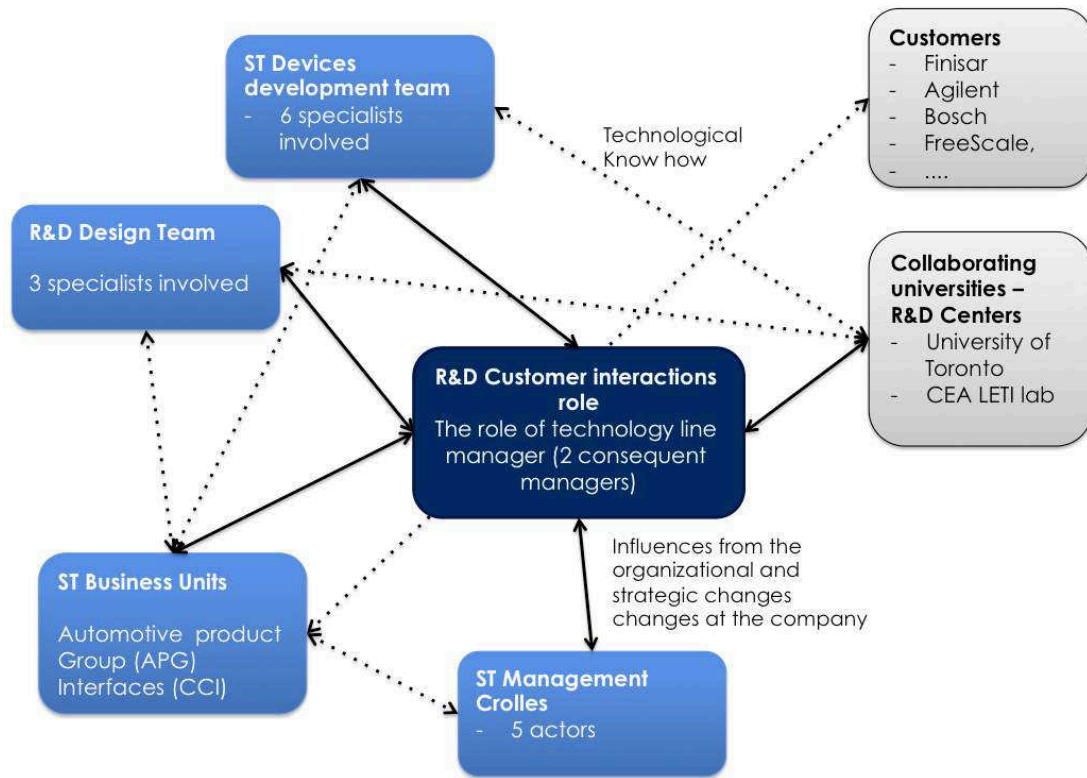 ST Devices
development team
- 6 specialists
involved
Customers
- Finisar
- Agilent
- Bosch
- FreeScale,
- ....
Technological
Know how
R&D Design Team
3 specialists involved
Collaborating
universities –
R&D Centers
- University of
Toronto
- CEA LETI lab
R&D Customer interactions
role
The role of technology line
manager (2 consequent
managers)
Influences from the
organizational and
strategic changes
changes at the company
ST Business Units
Automotive product
Group (APG)
Interfaces (CCI)
ST Management
Crolles
- 5 actors